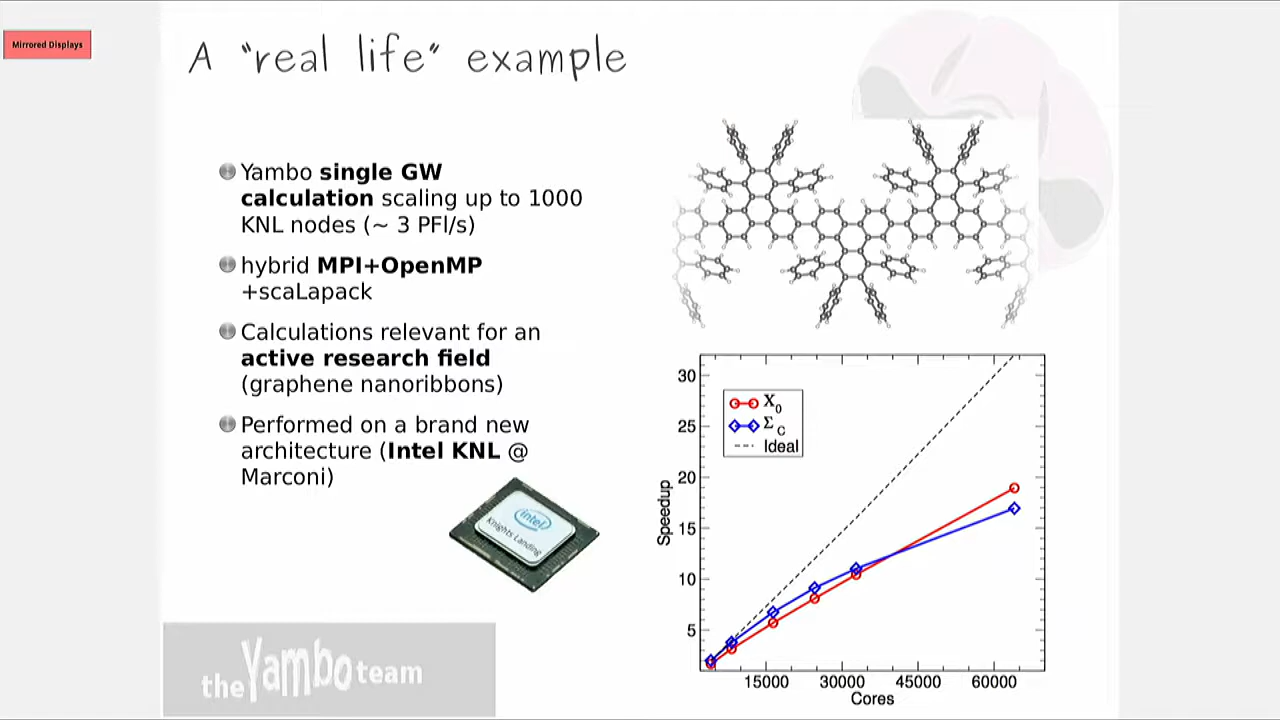 Mirrored Displays
A "real life" example
Yambo single GW
calculation scaling up to 1000
KNL nodes (~ 3 PFl/s)
hybrid MPI+OpenMP
+scaLapack
Calculations relevant for an
active research field
(graphene nanoribbons)
Performed on a brand new
architecture (Intel KNL @
Marconi)
intel
Knights Landing
the Yambo team
X0
ΣC
Ideal
Speedup
30
25
20
15
10
5
15000 30000 45000 60000
Cores